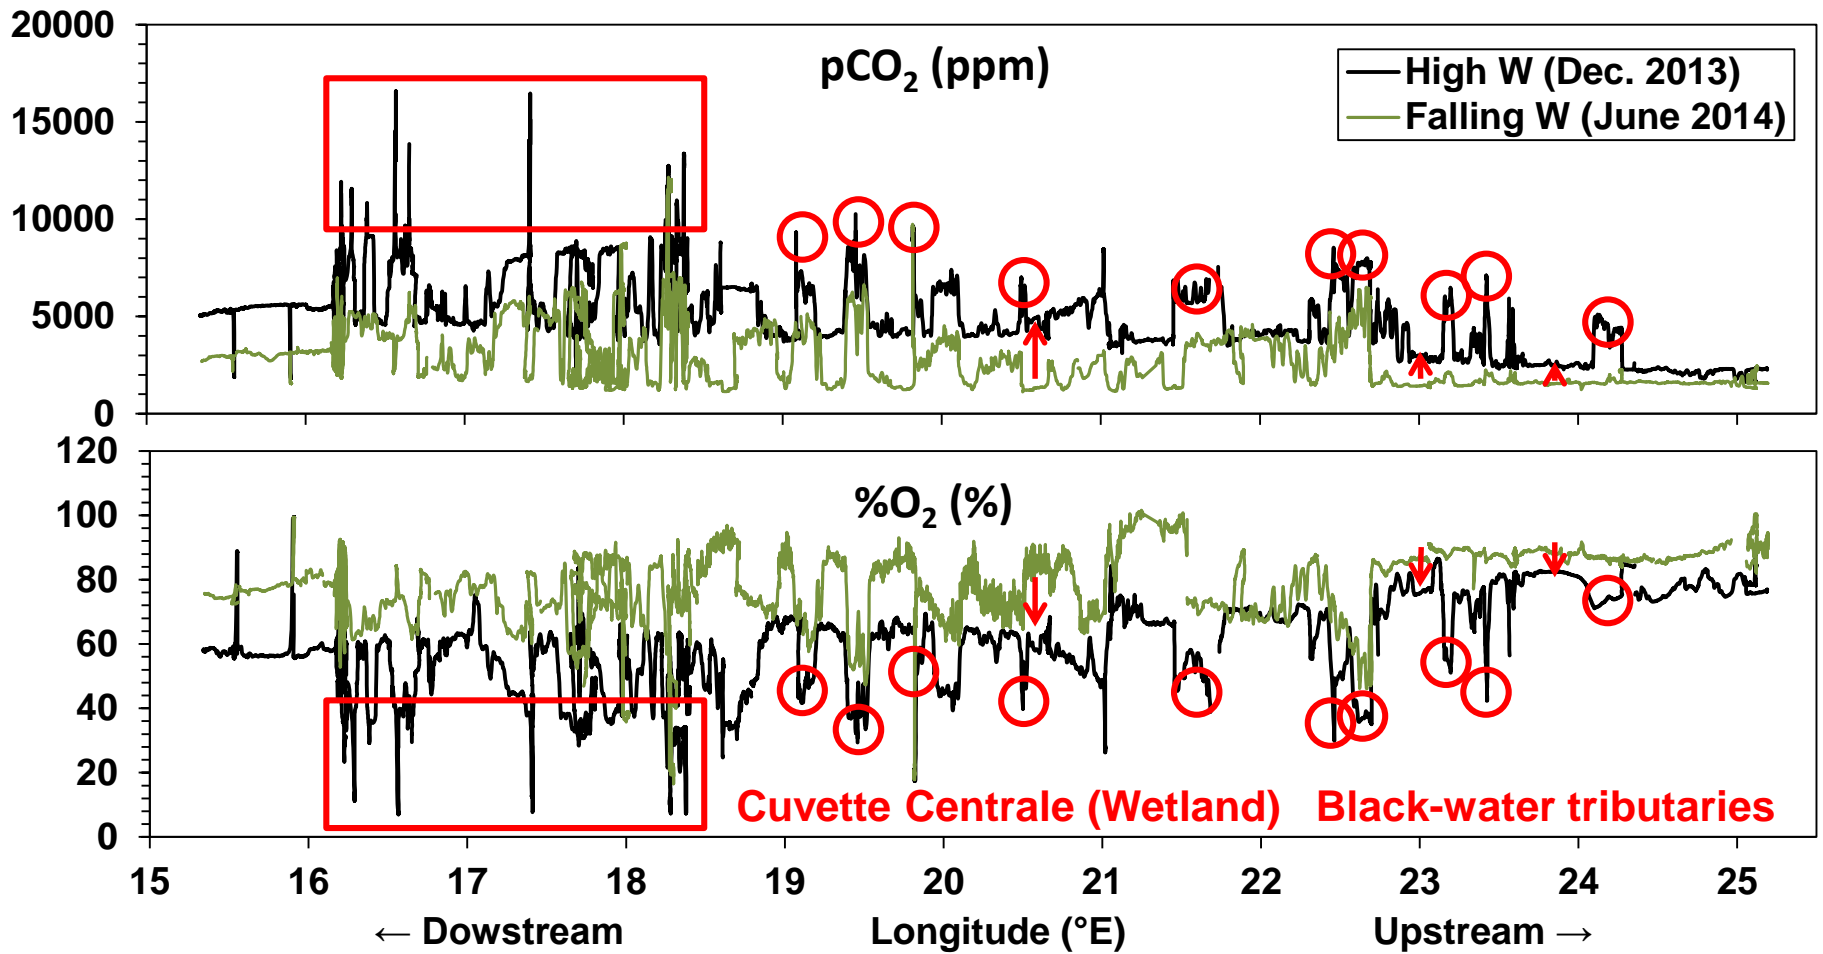 20000
15000
10000
5000
0
pCO₂ (ppm)
High W (Dec. 2013)
Falling W (June 2014)
120
100
80
60
40
20
0
%O₂ (%)
Cuvette Centrale (Wetland) Black-water tributaries
15 16 17 18 19 20 21 22 23 24 25
← Dowstream Longitude (°E) Upstream →